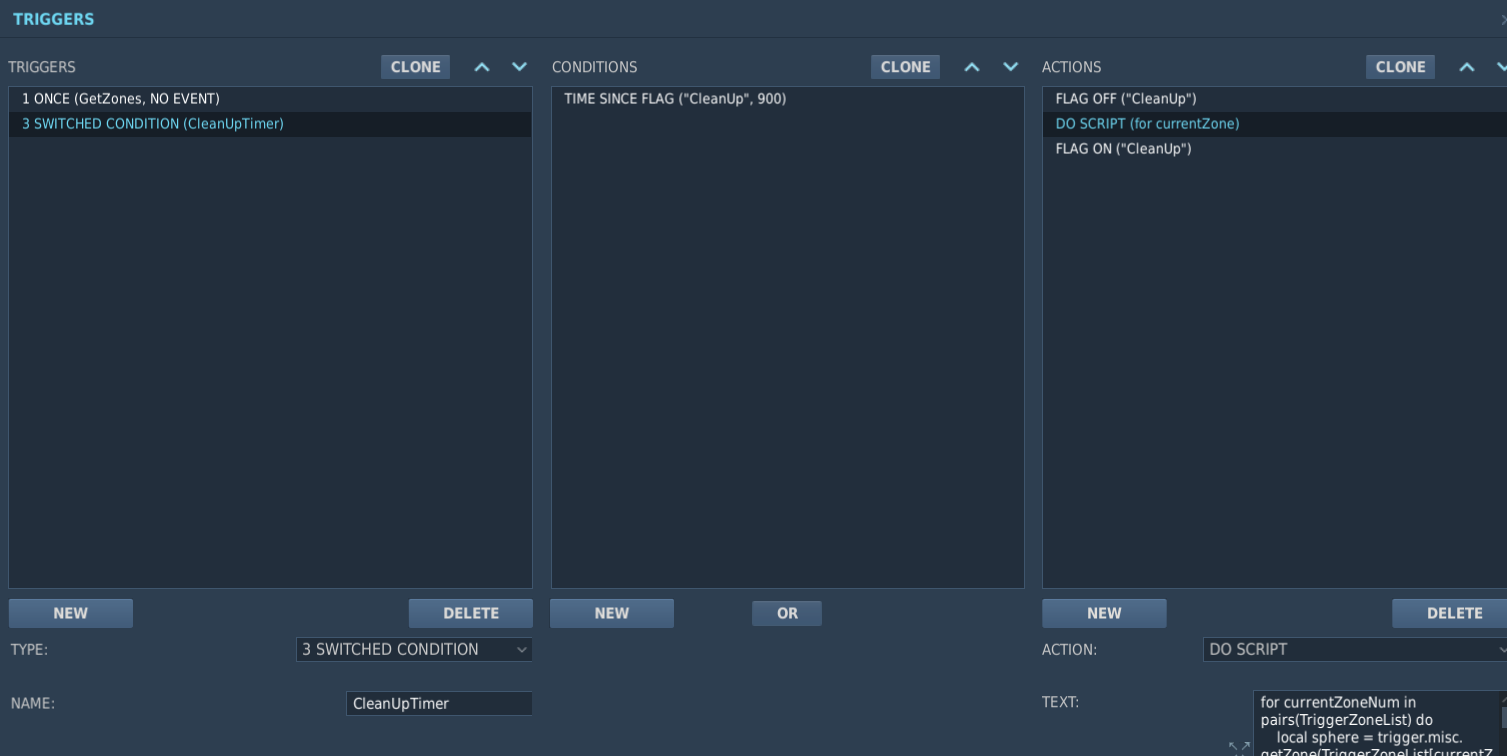 TRIGGERS
TRIGGERS CLONE CONDITIONS CLONE ACTIONS CLONE
1 ONCE (GetZones, NO EVENT)
3 SWITCHED CONDITION (CleanUpTimer)
TIME SINCE FLAG ("CleanUp", 900)
FLAG OFF ("CleanUp")
DO SCRIPT (for currentZone)
FLAG ON ("CleanUp")
NEW DELETE NEW OR NEW DELETE
TYPE: 3 SWITCHED CONDITION
ACTION: DO SCRIPT
NAME: CleanUpTimer
TEXT: for currentZoneNum in
pairs(TriggerZoneList) do
local sphere = trigger.misc.
getZone(TriggerZoneList[currentZ